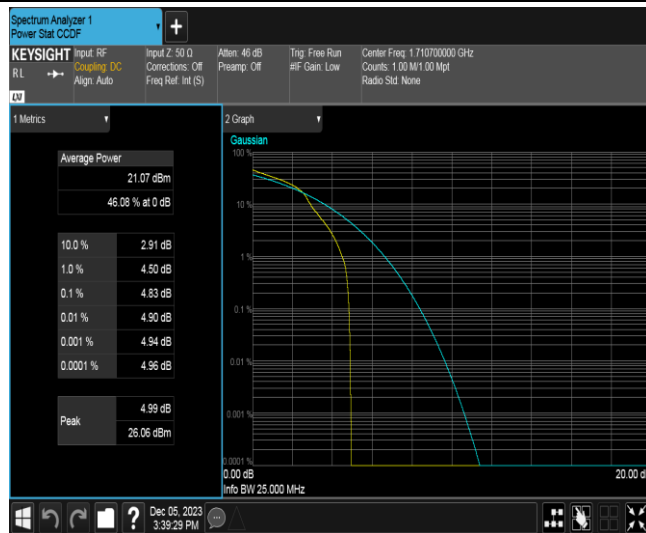 Spectrum Analyzer 1
Power Stat CCDF
KEYSIGHT
RL
Input: RF
Coupling: DC
Align: Auto
Input Z: 50 Ω
Corrections: Off
Freq Ref: Int (S)
Atten: 46 dB
Preamp: Off
Trig: Free Run
#IF Gain: Low
Center Freq: 1.710700000 GHz
Counts: 1.00 M/1.00 Mpt
Radio Std: None
1 Metrics
Average Power
21.07 dBm
46.08 % at 0 dB
10.0 % 2.91 dB
1.0 % 4.50 dB
0.1 % 4.83 dB
0.01 % 4.90 dB
0.001 % 4.94 dB
0.0001 % 4.96 dB
Peak
4.99 dB
26.06 dBm
2 Graph
Gaussian
100 %
10 %
1 %
0.1 %
0.01 %
0.001 %
0.0001 %
0.00 dB
20.00 d
Info BW 25.000 MHz
Dec 05, 2023
3:39:29 PM